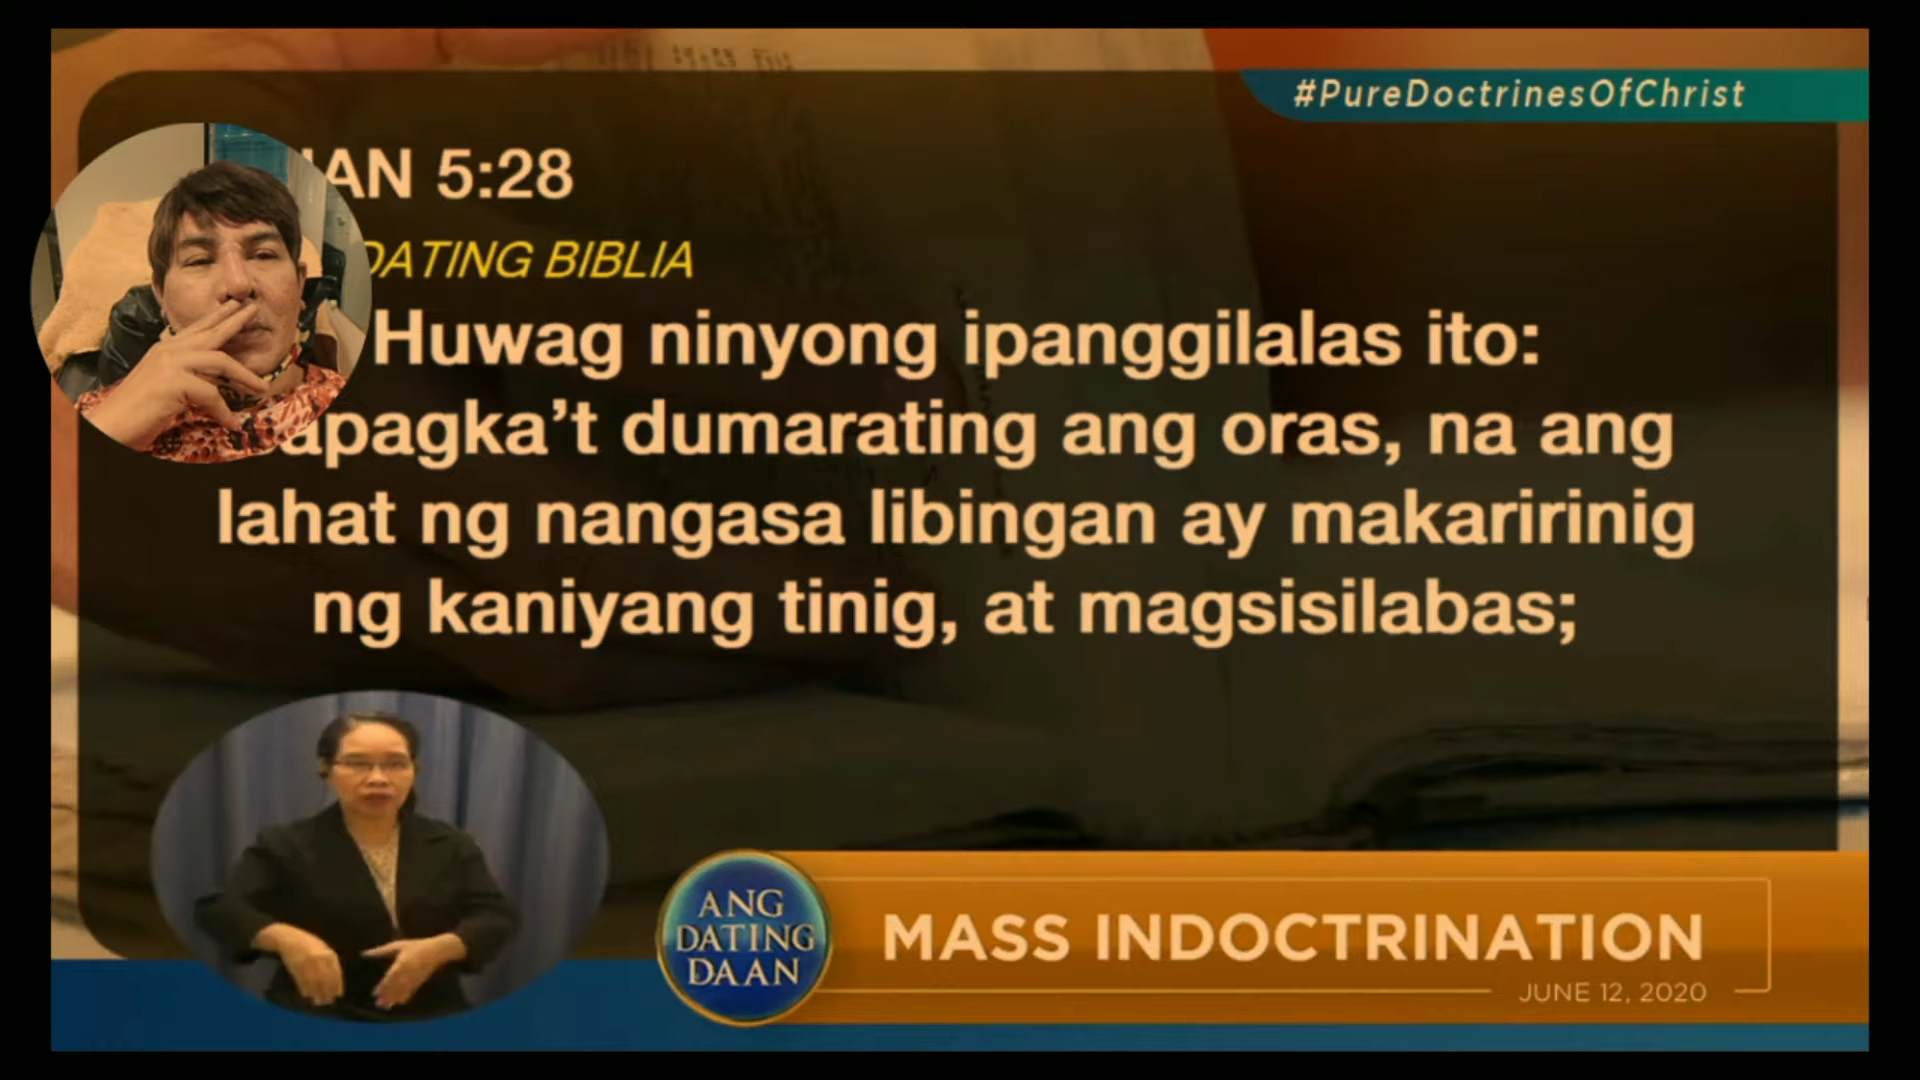 #PureDoctrinesOfChrist
AN 5:28
DATING BIBLIA
Huwag ninyong ipanggilalas ito:
apagka't dumarating ang oras, na ang
lahat ng nangasa libingan ay makaririnig
ng kaniyang tinig, at magsisilabas;
ANG
DATING
DAAN
MASS INDOCTRINATION
JUNE 12, 2020